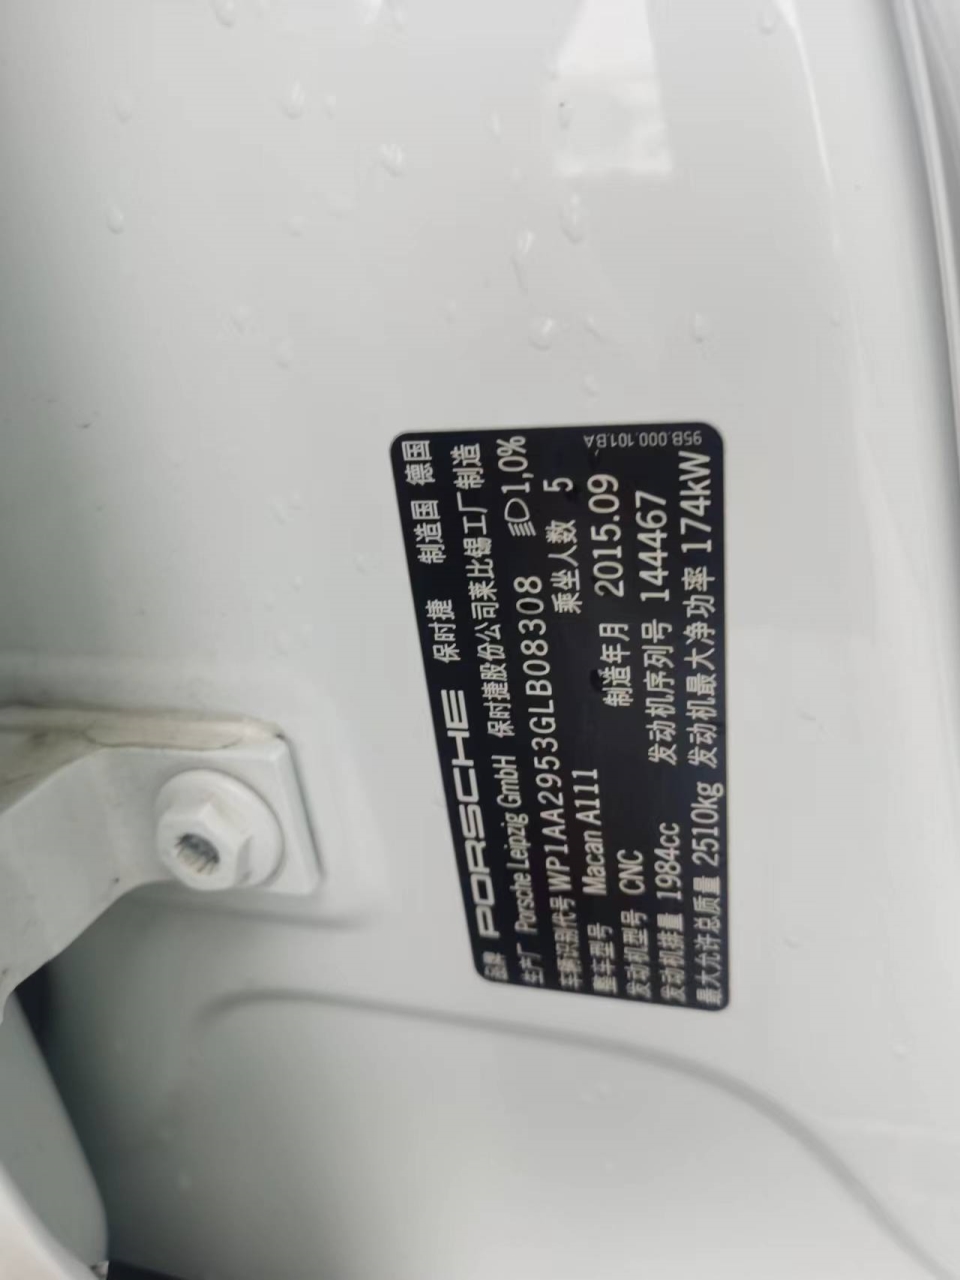 品牌 PORSCHE 保时捷 制造国 德国
生产厂 Porsche Leipzig GmbH 保时捷股份公司莱比锡工厂制造
车辆识别代号 WP1AA2953GLB08308 1,0%
整车型号 Macan A111 乘坐人数 5
发动机型号 CNC 制造年月 2015.09
发动机排量 1984cc 发动机序列号 144467
最大允许总质量 2510kg 发动机最大净功率 174kW
95B.000.101.BA